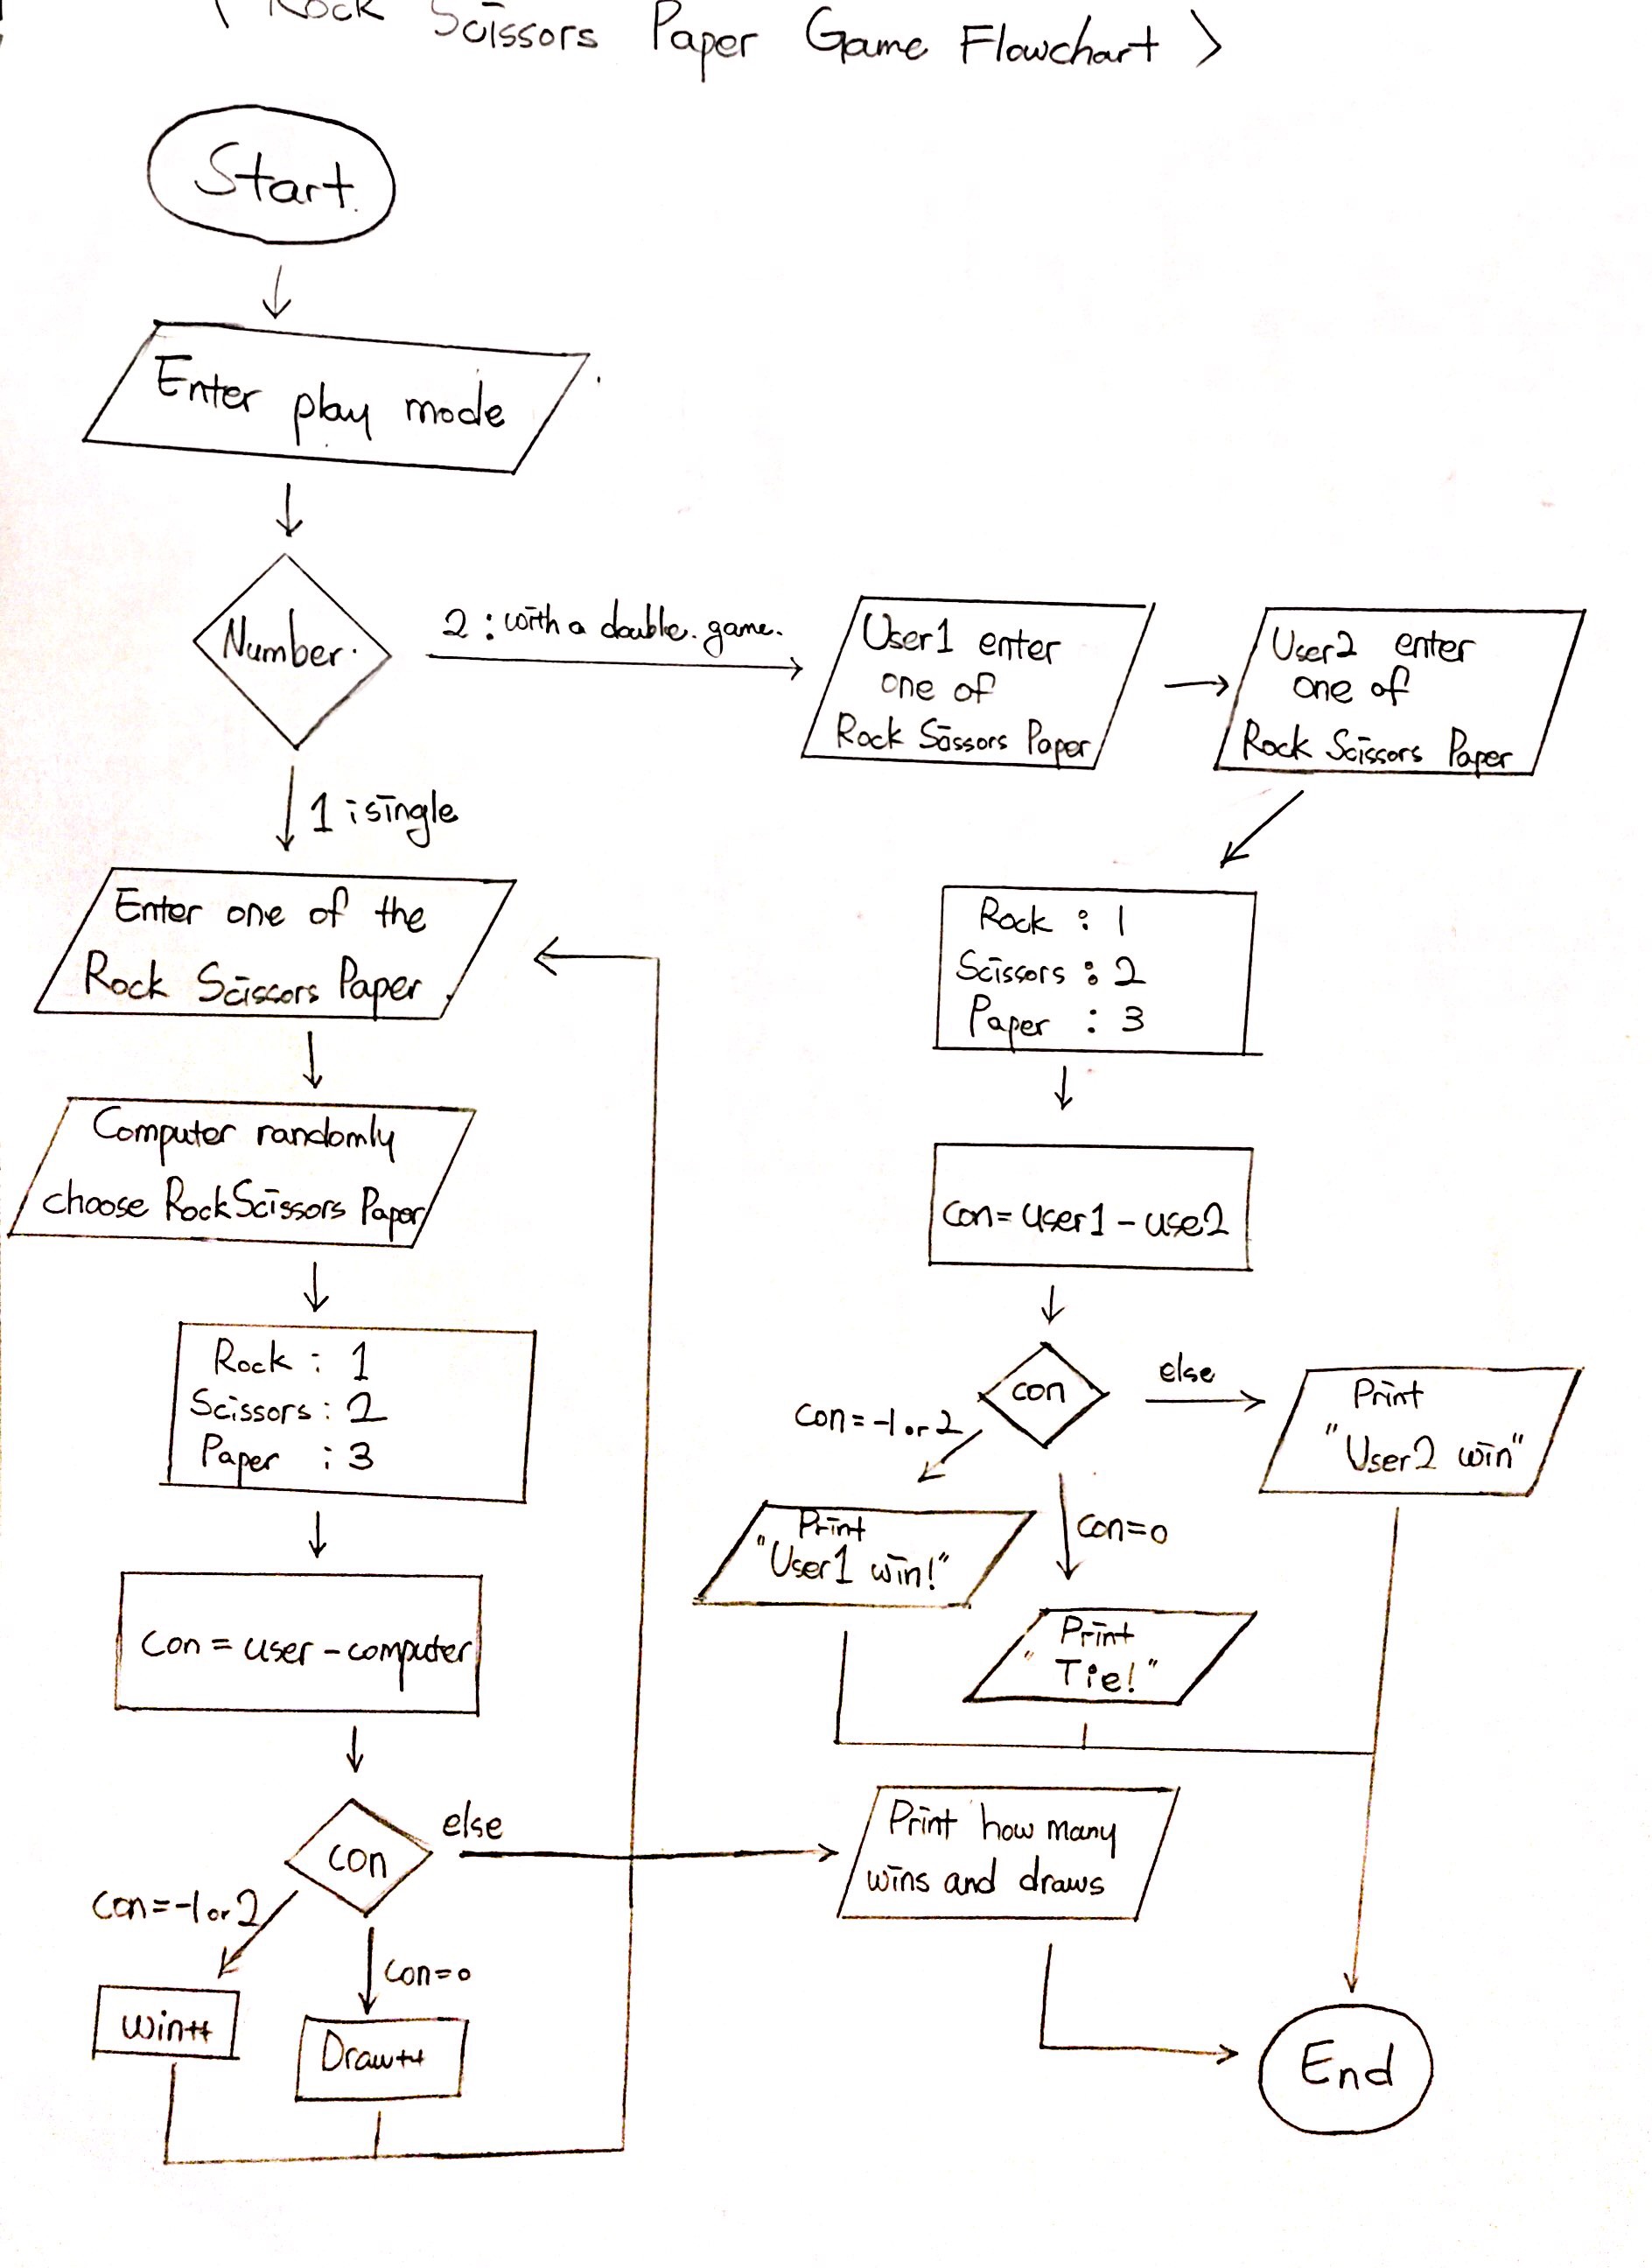 < Rock Scissors Paper Game Flowchart >
Start.
Enter play mode
Number.
2 : with a double. game.
User1 enter
one of
Rock Scissors Paper
User2 enter
one of
Rock Scissors Paper
1 : single
Enter one of the
Rock Scissors Paper.
Computer randomly
choose Rock Scissors Paper
Rock : 1
Scissors : 2
Paper : 3
Con = user - computer
con
else
Con = -1 or 2
Con = 0
win++
Draw++
Rock : 1
Scissors : 2
Paper : 3
Con = user1 - use2
con
else
Con = -1 or 2
Con = 0
Print
"User2 win"
Print
"User1 win!"
Print
" Tie! "
Print how many
wins and draws
End